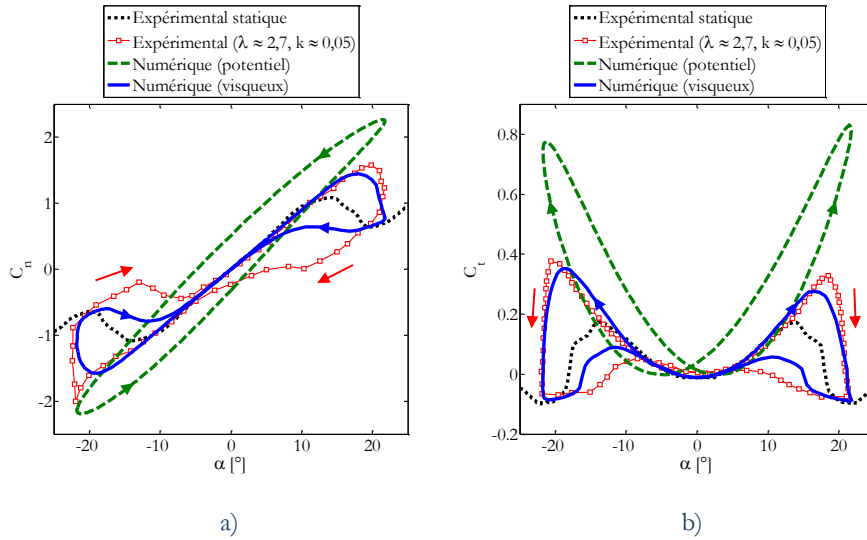 Expérimental statique
Expérimental (λ ≈ 2,7, k ≈ 0,05)
Numérique (potentiel)
Numérique (visqueux)
2
1
0
-1
-2
C_n
-20 -10 0 10 20
α [°]
a)
Expérimental statique
Expérimental (λ ≈ 2,7, k ≈ 0,05)
Numérique (potentiel)
Numérique (visqueux)
0.8
0.6
0.4
0.2
0
-0.2
C_t
-20 -10 0 10 20
α [°]
b)